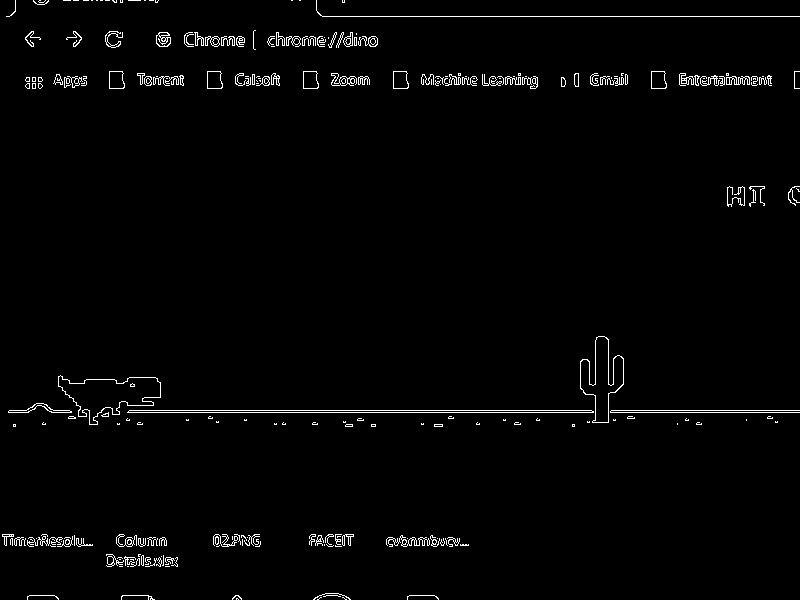 Chrome | chrome://dino
Apps Torrent Calsoft Zoom Machine Learning Gmail Entertainment
HI
TimerResolu... Column 02.PNG FACEIT cvbnmbvcv...
Details.xlsx